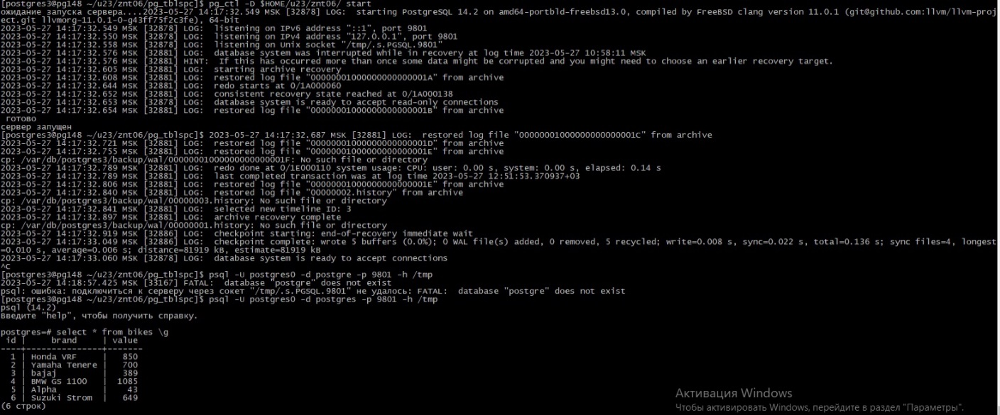 [postgres3@pg148 ~/u23/znt06/pg_tblspc]$ pg_ctl -D $HOME/u23/znt06/ start
ожидание запуска сервера....2023-05-27 14:17:32.549 MSK [32878] LOG:  starting PostgreSQL 14.2 on amd64-portbld-freebsd13.0, compiled by FreeBSD clang version 11.0.1 (git@github.com:llvm/llvm-proj
ect.git llvmorg-11.0.1-0-g43ff75f2c3fe), 64-bit
2023-05-27 14:17:32.549 MSK [32878] LOG:  listening on IPv6 address "::1", port 9801
2023-05-27 14:17:32.550 MSK [32878] LOG:  listening on IPv4 address "127.0.0.1", port 9801
2023-05-27 14:17:32.558 MSK [32878] LOG:  listening on Unix socket "/tmp/.s.PGSQL.9801"
2023-05-27 14:17:32.576 MSK [32881] LOG:  database system was interrupted while in recovery at log time 2023-05-27 10:58:11 MSK
2023-05-27 14:17:32.576 MSK [32881] HINT:  If this has occurred more than once some data might be corrupted and you might need to choose an earlier recovery target.
2023-05-27 14:17:32.605 MSK [32881] LOG:  starting archive recovery
2023-05-27 14:17:32.608 MSK [32881] LOG:  restored log file "00000001000000000000001A" from archive
2023-05-27 14:17:32.644 MSK [32881] LOG:  redo starts at 0/1A000060
2023-05-27 14:17:32.652 MSK [32881] LOG:  consistent recovery state reached at 0/1A000138
2023-05-27 14:17:32.653 MSK [32878] LOG:  database system is ready to accept read-only connections
2023-05-27 14:17:32.654 MSK [32881] LOG:  restored log file "00000001000000000000001B" from archive
 готово
сервер запущен
[postgres3@pg148 ~/u23/znt06/pg_tblspc]$ 2023-05-27 14:17:32.687 MSK [32881] LOG:  restored log file "00000001000000000000001C" from archive
2023-05-27 14:17:32.721 MSK [32881] LOG:  restored log file "00000001000000000000001D" from archive
2023-05-27 14:17:32.755 MSK [32881] LOG:  restored log file "00000001000000000000001E" from archive
cp: /var/db/postgres3/backup/wal/00000001000000000000001F: No such file or directory
2023-05-27 14:17:32.789 MSK [32881] LOG:  redo done at 0/1E000110 system usage: CPU: user: 0.00 s, system: 0.00 s, elapsed: 0.14 s
2023-05-27 14:17:32.789 MSK [32881] LOG:  last completed transaction was at log time 2023-05-27 12:51:53.370937+03
2023-05-27 14:17:32.806 MSK [32881] LOG:  restored log file "00000001000000000000001E" from archive
2023-05-27 14:17:32.840 MSK [32881] LOG:  restored log file "00000002.history" from archive
cp: /var/db/postgres3/backup/wal/00000003.history: No such file or directory
2023-05-27 14:17:32.841 MSK [32881] LOG:  selected new timeline ID: 3
2023-05-27 14:17:32.897 MSK [32881] LOG:  archive recovery complete
cp: /var/db/postgres3/backup/wal/00000001.history: No such file or directory
2023-05-27 14:17:32.919 MSK [32886] LOG:  checkpoint starting: end-of-recovery immediate wait
2023-05-27 14:17:33.049 MSK [32886] LOG:  checkpoint complete: wrote 5 buffers (0.0%); 0 WAL file(s) added, 0 removed, 5 recycled; write=0.008 s, sync=0.022 s, total=0.136 s; sync files=4, longest
=0.010 s, average=0.006 s; distance=81919 kB, estimate=81919 kB
2023-05-27 14:17:33.060 MSK [32878] LOG:  database system is ready to accept connections
^C
[postgres3@pg148 ~/u23/znt06/pg_tblspc]$ psql -U postgres0 -d postgre -p 9801 -h /tmp
2023-05-27 14:18:57.425 MSK [33167] FATAL:  database "postgre" does not exist
psql: ошибка: подключиться к серверу через сокет "/tmp/.s.PGSQL.9801" не удалось: FATAL:  database "postgre" does not exist
[postgres3@pg148 ~/u23/znt06/pg_tblspc]$ psql -U postgres0 -d postgres -p 9801 -h /tmp
psql (14.2)
Введите "help", чтобы получить справку.
postgres=# select * from bikes \g
 id |     brand     | value
----+---------------+-------
  1 | Honda VRF     |   850
  2 | Yamaha Tenere |   700
  3 | bajaj         |   389
  4 | BMW GS 1100   |  1085
  5 | Alpha         |    43
  6 | Suzuki Strom  |   649
(6 строк)
Активация Windows
Чтобы активировать Windows, перейдите в раздел "Параметры".